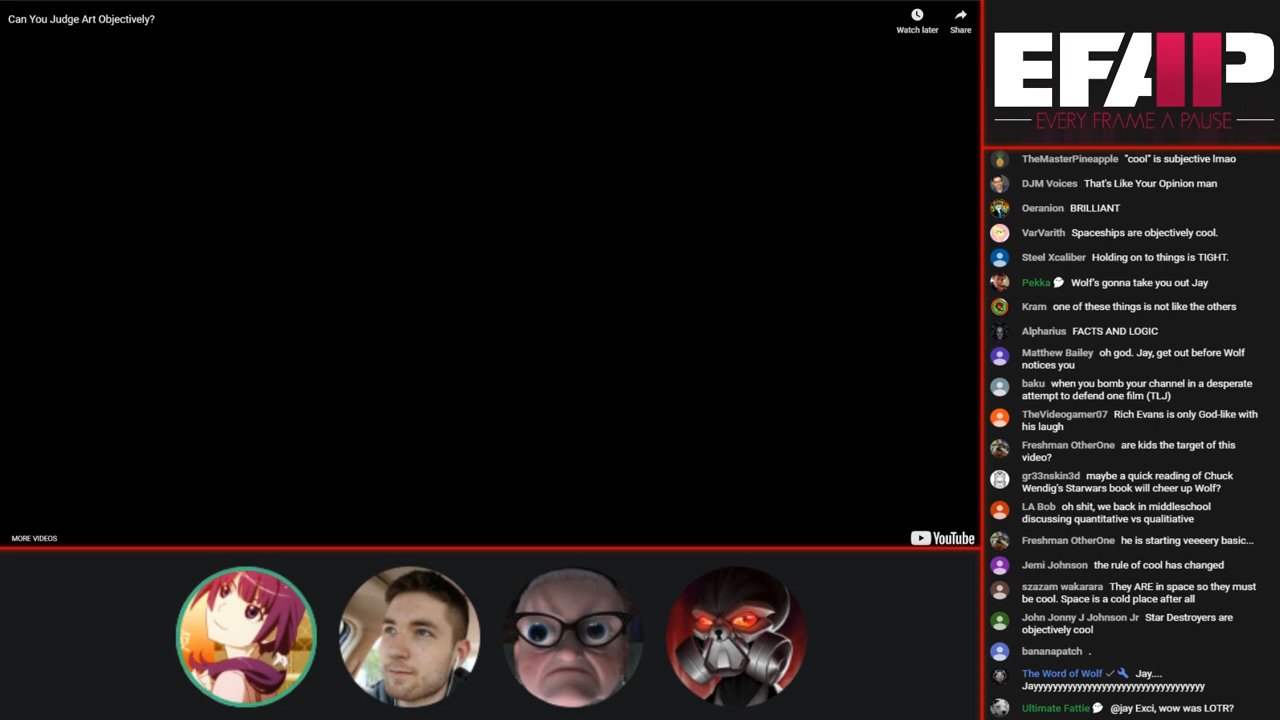 Can You Judge Art Objectively?
Watch later
Share
MORE VIDEOS
YouTube
EFAP
EVERY FRAME A PAUSE
TheMasterPineapple "cool" is subjective lmao
DJM Voices That's Like Your Opinion man
Oeranion BRILLIANT
VarVarith Spaceships are objectively cool.
Steel Xcaliber Holding on to things is TIGHT.
Pekka Wolf's gonna take you out Jay
Kram one of these things is not like the others
Alpharius FACTS AND LOGIC
Matthew Bailey oh god. Jay, get out before Wolf
notices you
baku when you bomb your channel in a desperate
attempt to defend one film (TLJ)
TheVideogamer07 Rich Evans is only God-like with
his laugh
Freshman OtherOne are kids the target of this
video?
gr33nskin3d maybe a quick reading of Chuck
Wendig's Starwars book will cheer up Wolf?
LA Bob oh shit, we back in middleschool
discussing quantitative vs qualitiative
Freshman OtherOne he is starting veeeery basic...
Jemi Johnson the rule of cool has changed
szazam wakarara They ARE in space so they must
be cool. Space is a cold place after all
John Jonny J Johnson Jr Star Destroyers are
objectively cool
bananapatch .
The Word of Wolf Jay....
Jayyyyyyyyyyyyyyyyyyyyyyyyyyyyyyyyyy
Ultimate Fattie @jay Exci, wow was LOTR?